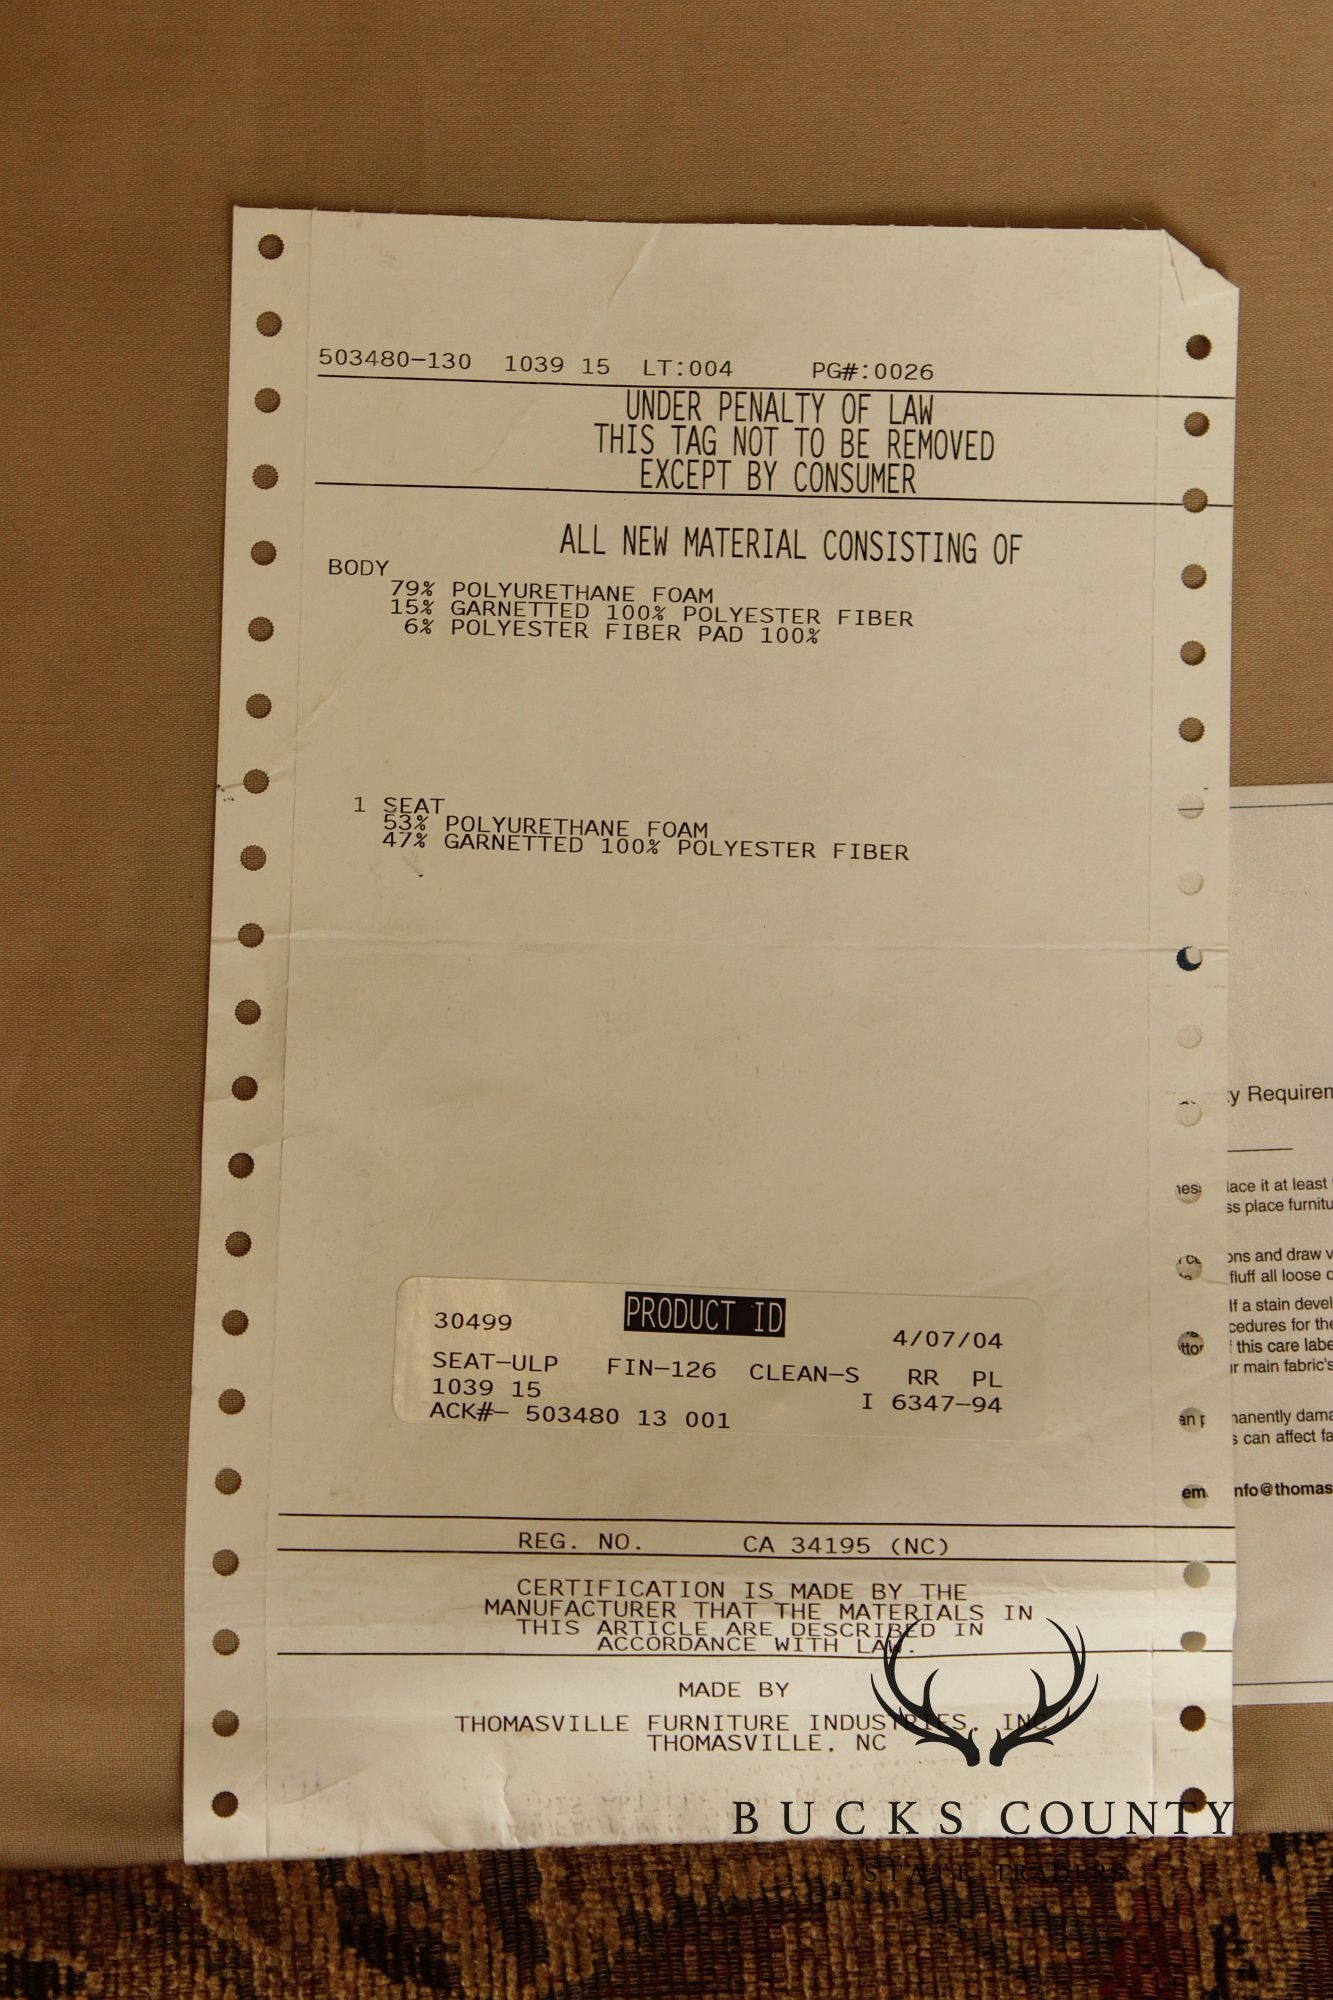 503480-130 1039 15 LT:004 PG#:0026
UNDER PENALTY OF LAW
THIS TAG NOT TO BE REMOVED
EXCEPT BY CONSUMER
ALL NEW MATERIAL CONSISTING OF
BODY
79% POLYURETHANE FOAM
15% GARNETTED 100% POLYESTER FIBER
6% POLYESTER FIBER PAD 100%
1 SEAT
53% POLYURETHANE FOAM
47% GARNETTED 100% POLYESTER FIBER
30499 PRODUCT ID 4/07/04
SEAT-ULP FIN-126 CLEAN-S RR PL
1039 15 I 6347-94
ACK#- 503480 13 001
REG. NO. CA 34195 (NC)
CERTIFICATION IS MADE BY THE
MANUFACTURER THAT THE MATERIALS IN
THIS ARTICLE ARE DESCRIBED IN
ACCORDANCE WITH LAW.
MADE BY
THOMASVILLE FURNITURE INDUSTRIES, INC
THOMASVILLE, NC
y Requirem
lace it at least
ss place furnitu
ons and draw v
fluff all loose c
If a stain devel
cedures for the
this care labe
ur main fabric's
nanently dama
s can affect fa
nfo@thomas
BUCKS COUNTY
ESTATE TRADERS